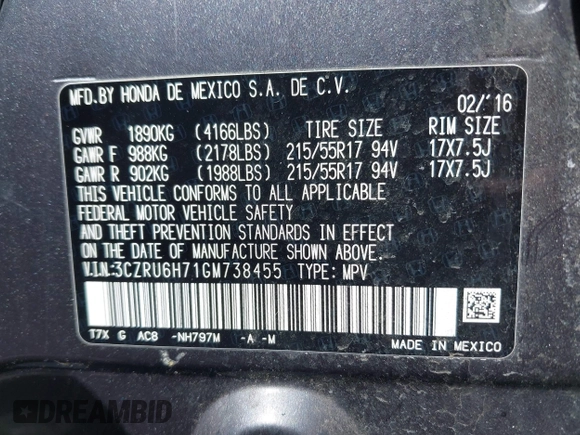 MFD.BY HONDA DE MEXICO S.A. DE C.V.
02/'16
GVWR 1890KG (4166LBS) TIRE SIZE RIM SIZE
GAWR F 988KG (2178LBS) 215/55R17 94V 17X7.5J
GAWR R 902KG (1988LBS) 215/55R17 94V 17X7.5J
THIS VEHICLE CONFORMS TO ALL APPLICABLE
FEDERAL MOTOR VEHICLE SAFETY
AND THEFT PREVENTION STANDARDS IN EFFECT
ON THE DATE OF MANUFACTURE SHOWN ABOVE.
V.I.N.:3CZRU6H71GM738455 TYPE: MPV
T7X G AC8 -NH797M -A -M
MADE IN MEXICO
DREAMBID